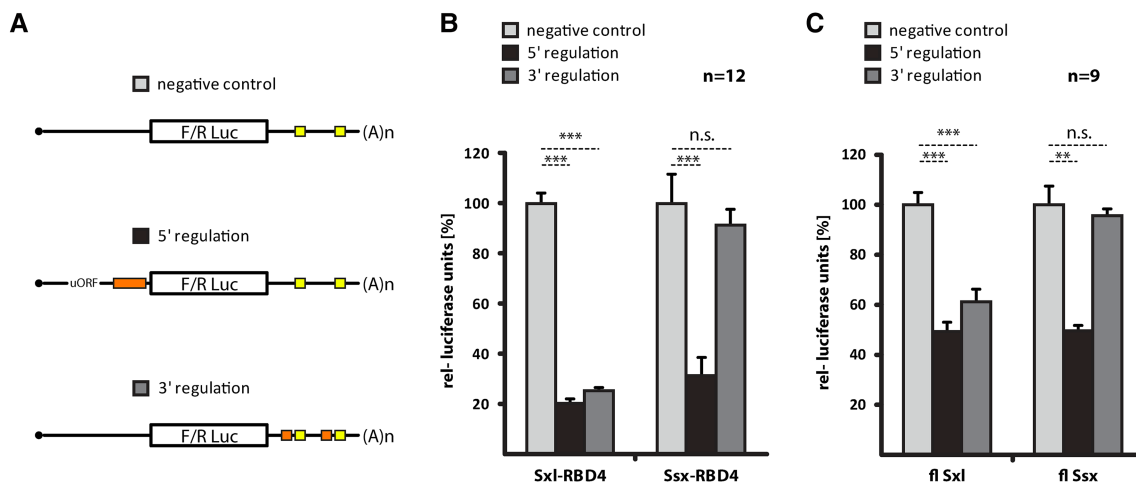 A
negative control
F/R Luc
(A)n
5' regulation
uORF
F/R Luc
(A)n
3' regulation
F/R Luc
(A)n
B
negative control
5' regulation
3' regulation
n=12
rel- luciferase units [%]
120
100
80
60
40
20
***
***
n.s.
***
Sxl-RBD4
Ssx-RBD4
C
negative control
5' regulation
3' regulation
n=9
rel- luciferase units [%]
120
100
80
60
40
20
***
***
n.s.
**
fl Sxl
fl Ssx